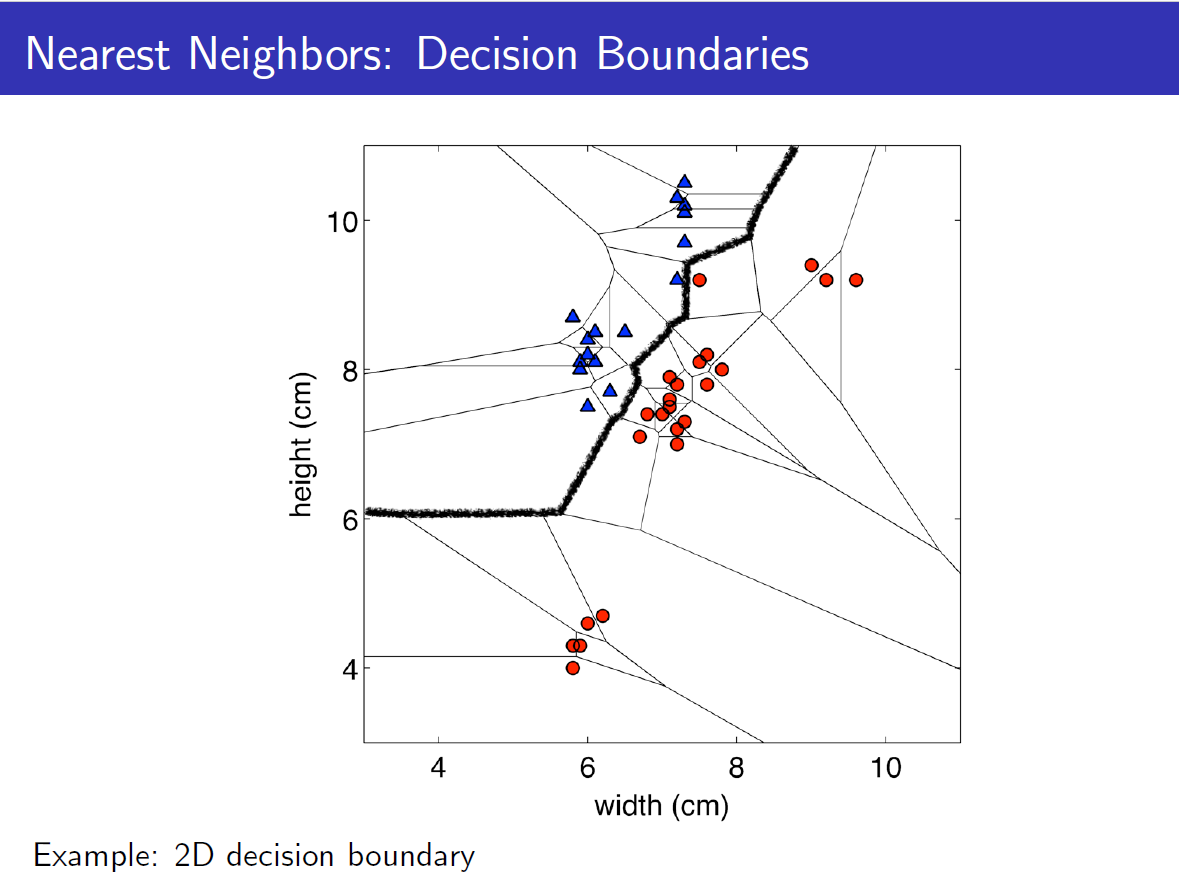 Nearest Neighbors: Decision Boundaries
10
8
6
4
height (cm)
4 6 8 10
width (cm)
Example: 2D decision boundary